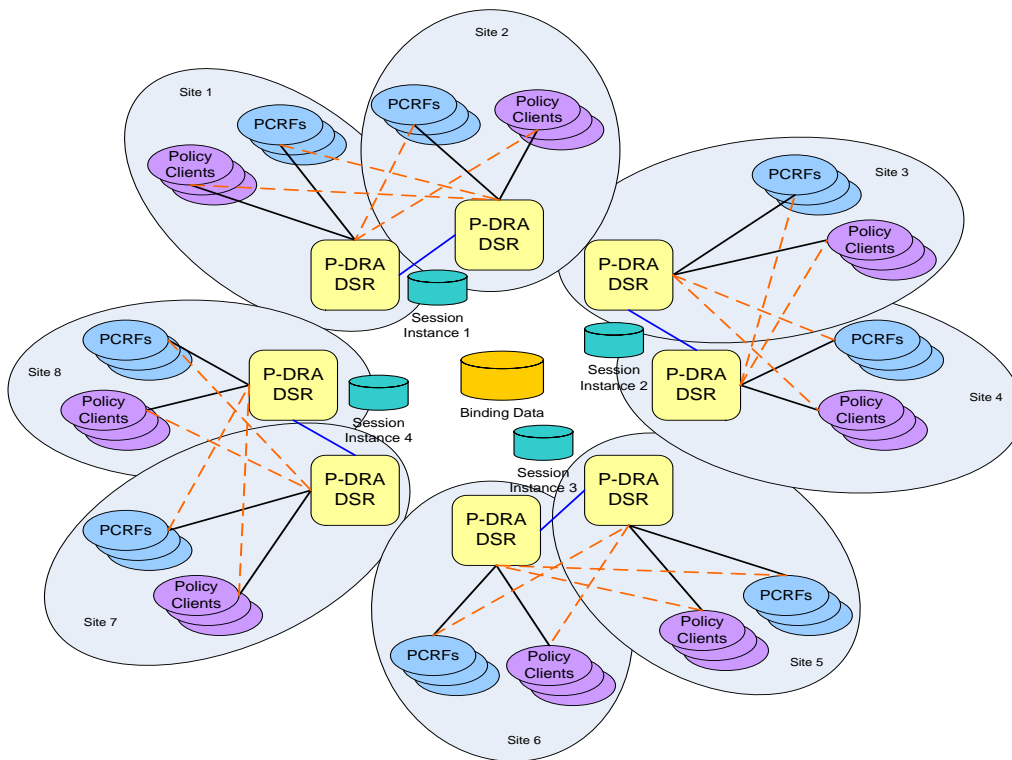 Site 2
Site 1
PCRFs
PCRFs
Policy
Clients
Policy
Clients
P-DRA
DSR
P-DRA
DSR
Session
Instance 1
Site 3
PCRFs
Policy
Clients
P-DRA
DSR
Session
Instance 2
PCRFs
Policy
Clients
P-DRA
DSR
Site 4
Binding Data
PCRFs
Site 8
Policy
Clients
P-DRA
DSR
Session
Instance 4
P-DRA
DSR
PCRFs
Policy
Clients
Site 7
Session
Instance 3
P-DRA
DSR
P-DRA
DSR
PCRFs
Policy
Clients
Site 5
PCRFs
Policy
Clients
Site 6